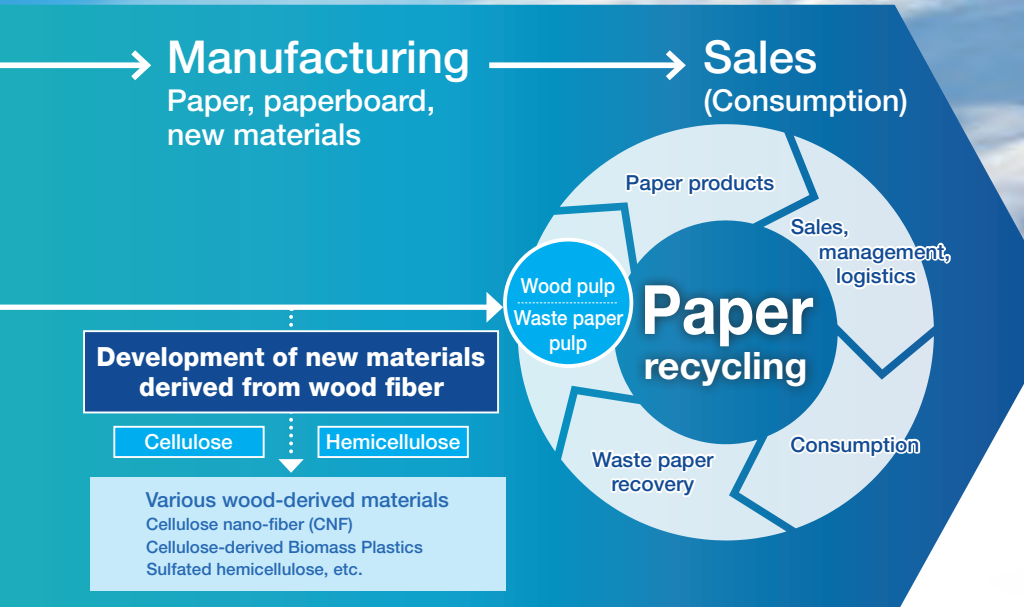 Manufacturing
Paper, paperboard,
new materials
Sales
(Consumption)
Paper products
Sales,
management,
logistics
Wood pulp
Waste paper
pulp
Paper
recycling
Development of new materials
derived from wood fiber
Cellulose
Hemicellulose
Consumption
Waste paper
recovery
Various wood-derived materials
Cellulose nano-fiber (CNF)
Cellulose-derived Biomass Plastics
Sulfated hemicellulose, etc.